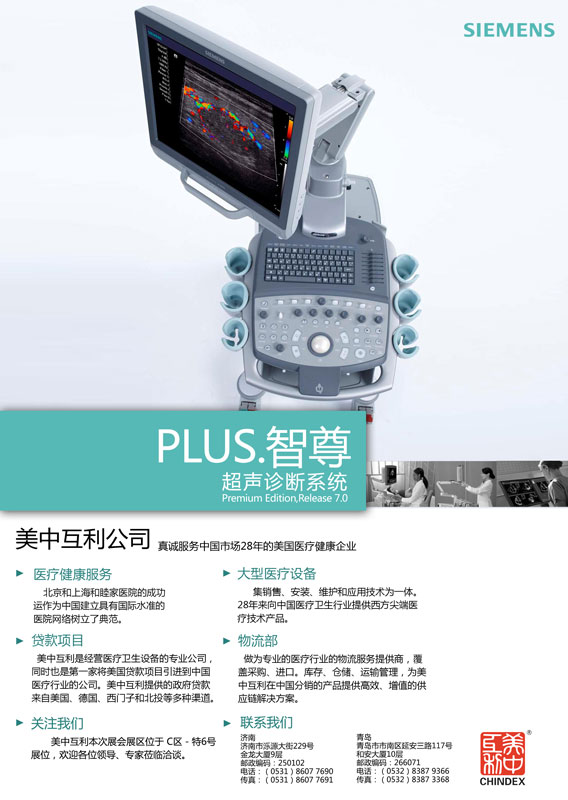 SIEMENS
PLUS.智尊
超声诊断系统
Premium Edition,Release 7.0
美中互利公司 真诚服务中国市场28年的美国医疗健康企业
医疗健康服务
北京和上海和睦家医院的成功
运作为中国建立具有国际水准的
医院网络树立了典范。
大型医疗设备
集销售、安装、维护和应用技术为一体。
28年来向中国医疗卫生行业提供西方尖端医
疗技术产品。
贷款项目
美中互利是经营医疗卫生设备的专业公司，
同时也是第一家将美国贷款项目引进到中国
医疗行业的公司。美中互利提供的政府贷款
来自美国、德国、西门子和北投等多种渠道。
物流部
做为专业的医疗行业的物流服务提供商，覆
盖采购、进口。库存、仓储、运输管理，为美
中互利在中国分销的产品提供高效、增值的供
应链解决方案。
关注我们
美中互利本次展会展区位于 C区－特6号
展位，欢迎各位领导、专家莅临洽谈。
联系我们
济南
济南市泺源大街229号
金龙大厦9层
邮政编码：250102
电话：（0531）8607 7690
传真：（0531）8607 7691
青岛
青岛市市南区延安三路117号
和安大厦10层
邮政编码：266071
电话：（0532）8387 9366
传真：（0532）8387 3368
美中互利
®
CHINDEX